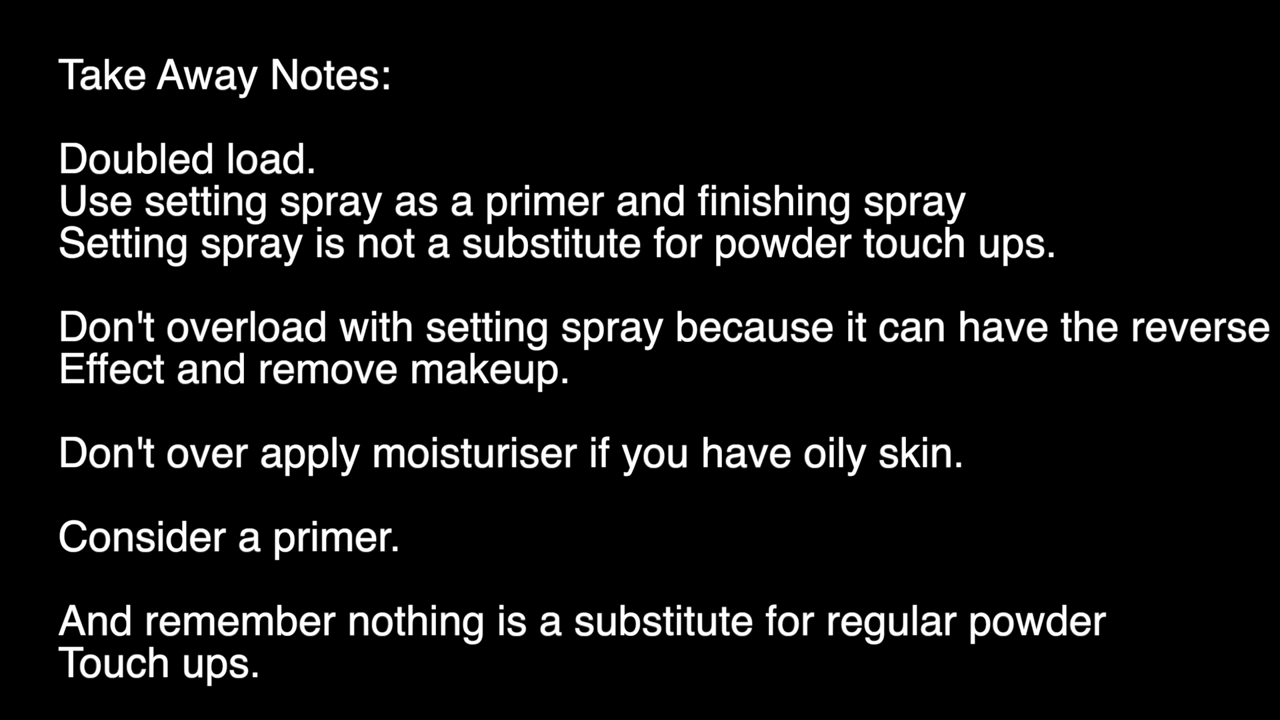 Take Away Notes:
Doubled load.
Use setting spray as a primer and finishing spray
Setting spray is not a substitute for powder touch ups.
Don't overload with setting spray because it can have the reverse
Effect and remove makeup.
Don't over apply moisturiser if you have oily skin.
Consider a primer.
And remember nothing is a substitute for regular powder
Touch ups.